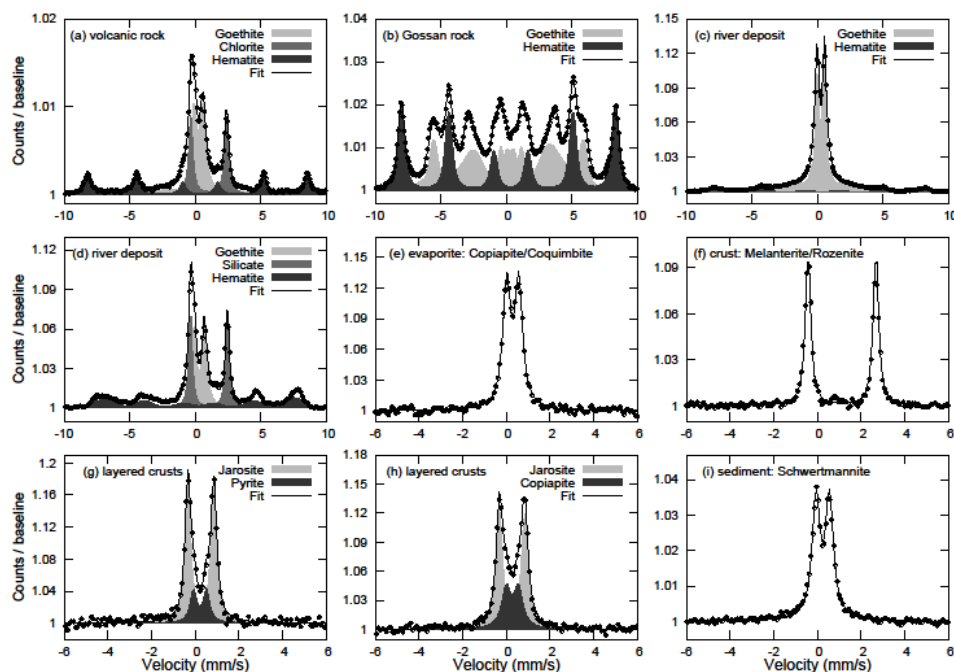 1.02
(a) volcanic rock
Goethite
Chlorite
Hematite
Fit
1.01
1
-10 -5 0 5 10
Counts / baseline
1.04
(b) Gossan rock
Goethite
Hematite
Fit
1.03
1.02
1.01
1
-10 -5 0 5 10
1.15
(c) river deposit
Goethite
Hematite
Fit
1.12
1.09
1.06
1.03
1
-10 -5 0 5 10
1.12
(d) river deposit
Goethite
Silicate
Hematite
Fit
1.09
1.06
1.03
1
-10 -5 0 5 10
Counts / baseline
(e) evaporite: Copiapite/Coquimbite
1.15
1.12
1.09
1.06
1.03
1
-6 -4 -2 0 2 4 6
(f) crust: Melanterite/Rozenite
1.09
1.06
1.03
1
-6 -4 -2 0 2 4 6
1.2
(g) layered crusts
Jarosite
Pyrite
Fit
1.16
1.12
1.08
1.04
1
-6 -4 -2 0 2 4 6
Counts / baseline
Velocity (mm/s)
(h) layered crusts
Jarosite
Copiapite
Fit
1.15
1.12
1.09
1.06
1.03
1
-6 -4 -2 0 2 4 6
Velocity (mm/s)
(i) sediment: Schwertmannite
1.04
1.03
1.02
1.01
1
-6 -4 -2 0 2 4 6
Velocity (mm/s)